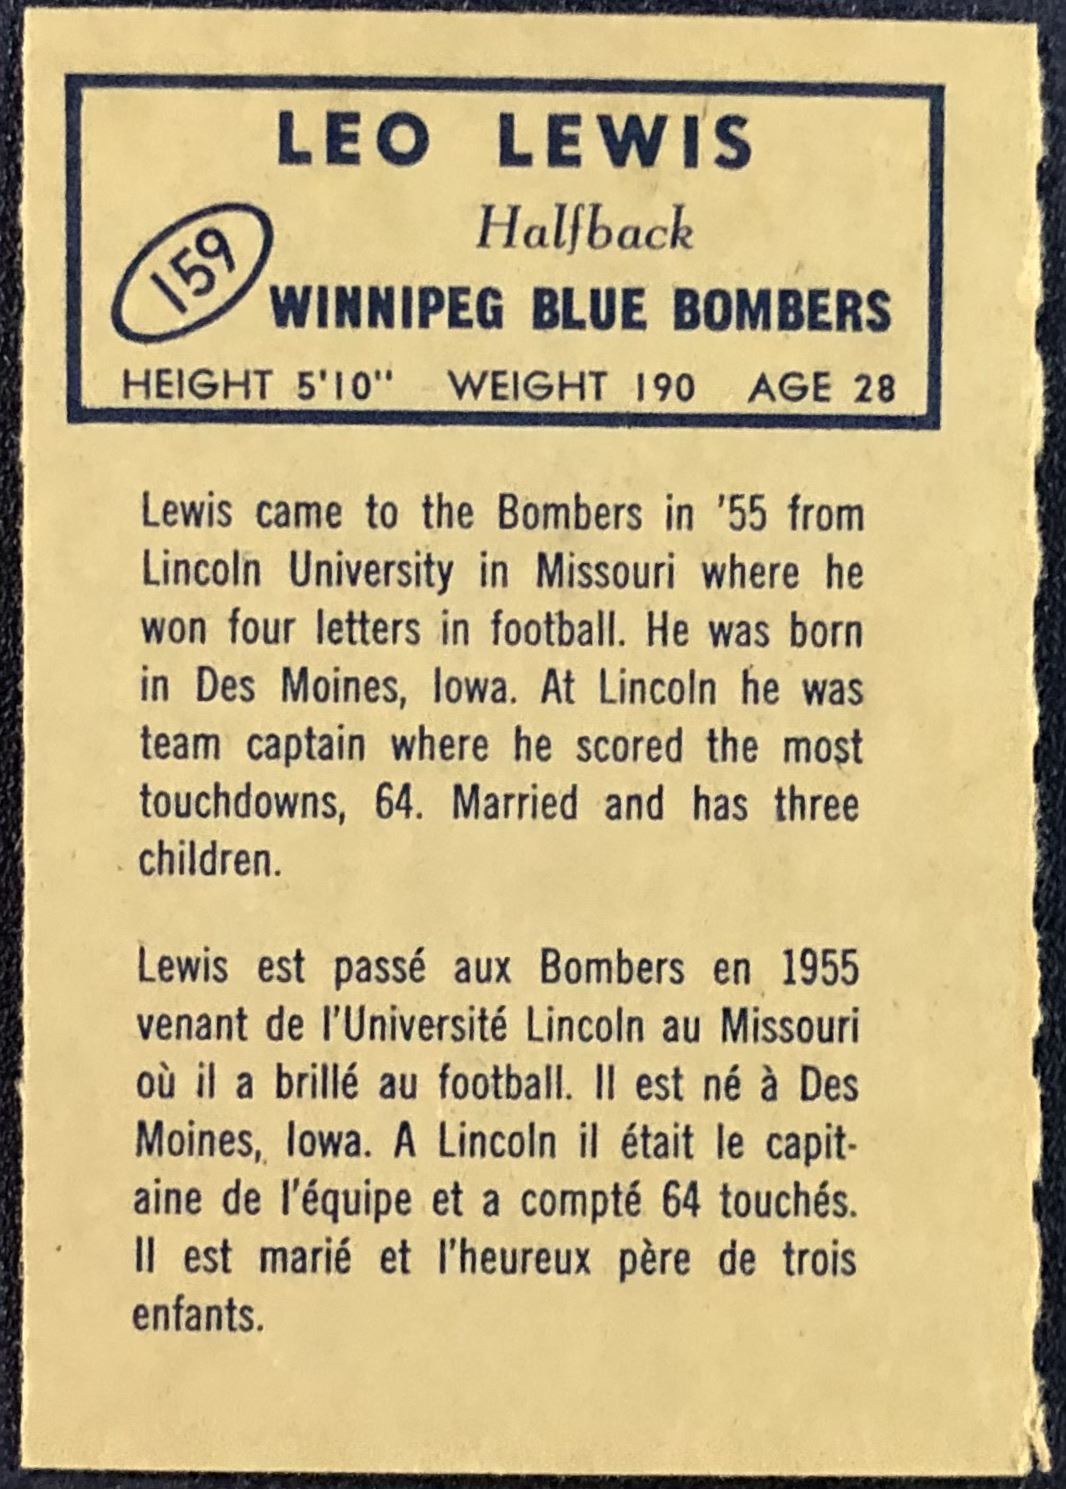 LEO LEWIS
Halfback
159
WINNIPEG BLUE BOMBERS
HEIGHT 5'10" WEIGHT 190 AGE 28
Lewis came to the Bombers in '55 from
Lincoln University in Missouri where he
won four letters in football. He was born
in Des Moines, Iowa. At Lincoln he was
team captain where he scored the most
touchdowns, 64. Married and has three
children.
Lewis est passé aux Bombers en 1955
venant de l'Université Lincoln au Missouri
où il a brillé au football. Il est né à Des
Moines, Iowa. A Lincoln il était le capit-
aine de l'équipe et a compté 64 touchés.
Il est marié et l'heureux père de trois
enfants.